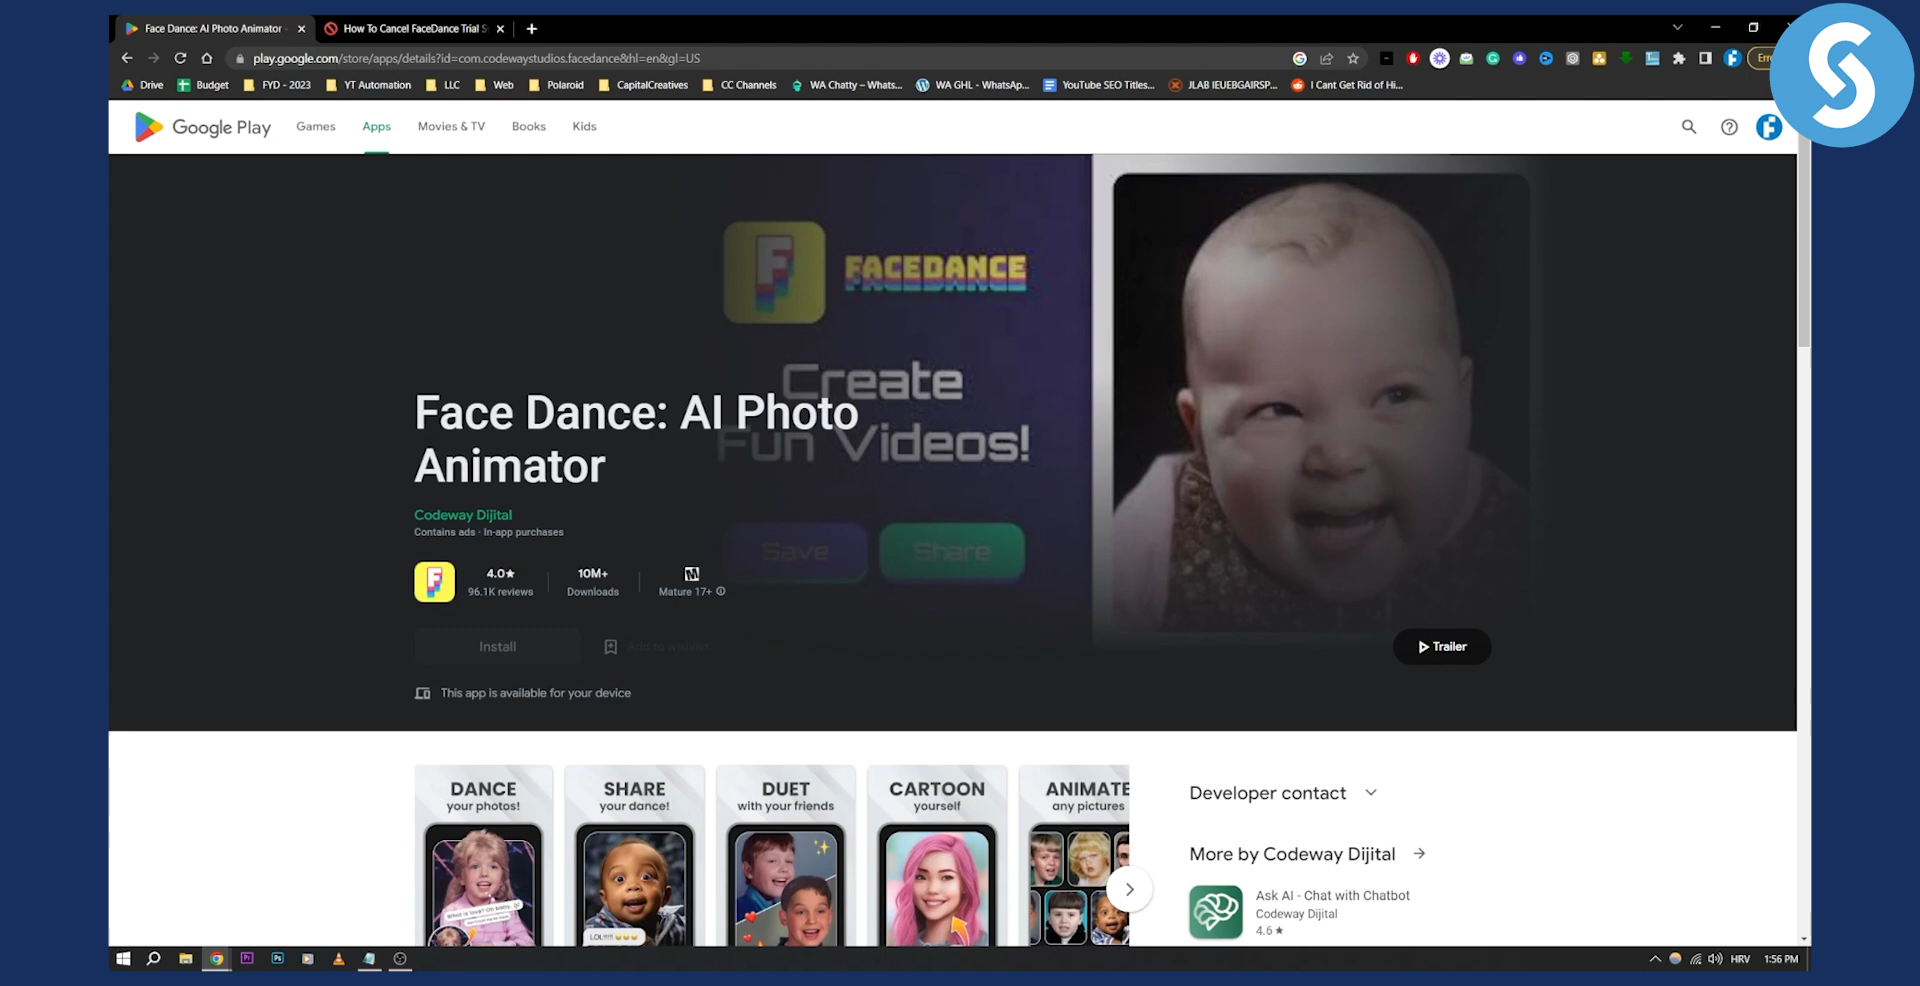 Face Dance: AI Photo Animator -
How To Cancel FaceDance Trial S
play.google.com/store/apps/details?id=com.codewaystudios.facedance&hl=en&gl=US
Drive Budget FYD - 2023 YT Automation LLC Web Polaroid CapitalCreatives CC Channels WA Chatty – Whats... WA GHL - WhatsAp... YouTube SEO Titles... JLAB IEUEBGAIRSP... I Cant Get Rid of Hi...
Google Play Games Apps Movies & TV Books Kids
FACEDANCE
Create
Fun Videos!
Save Share
Face Dance: AI Photo
Animator
Codeway Dijital
Contains ads · In-app purchases
4.0★
96.1K reviews
10M+
Downloads
Mature 17+
Install
Add to wishlist
Trailer
This app is available for your device
DANCE
your photos!
SHARE
your dance!
DUET
with your friends
CARTOON
yourself
ANIMATE
any pictures
LOL!!!!
Developer contact
More by Codeway Dijital
Ask AI - Chat with Chatbot
Codeway Dijital
4.6★
HRV 1:56 PM